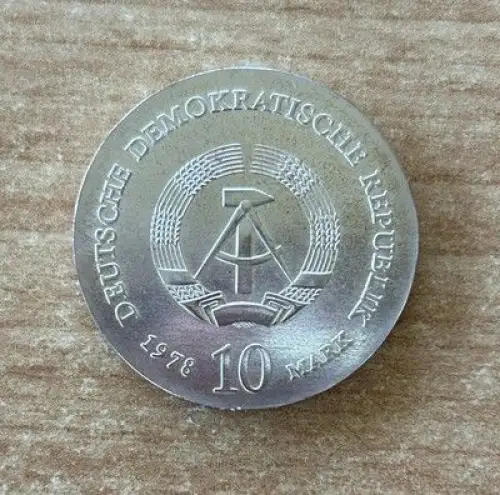 DEUTSCHE DEMOKRATISCHE REPUBLIK
1978 10 MARK